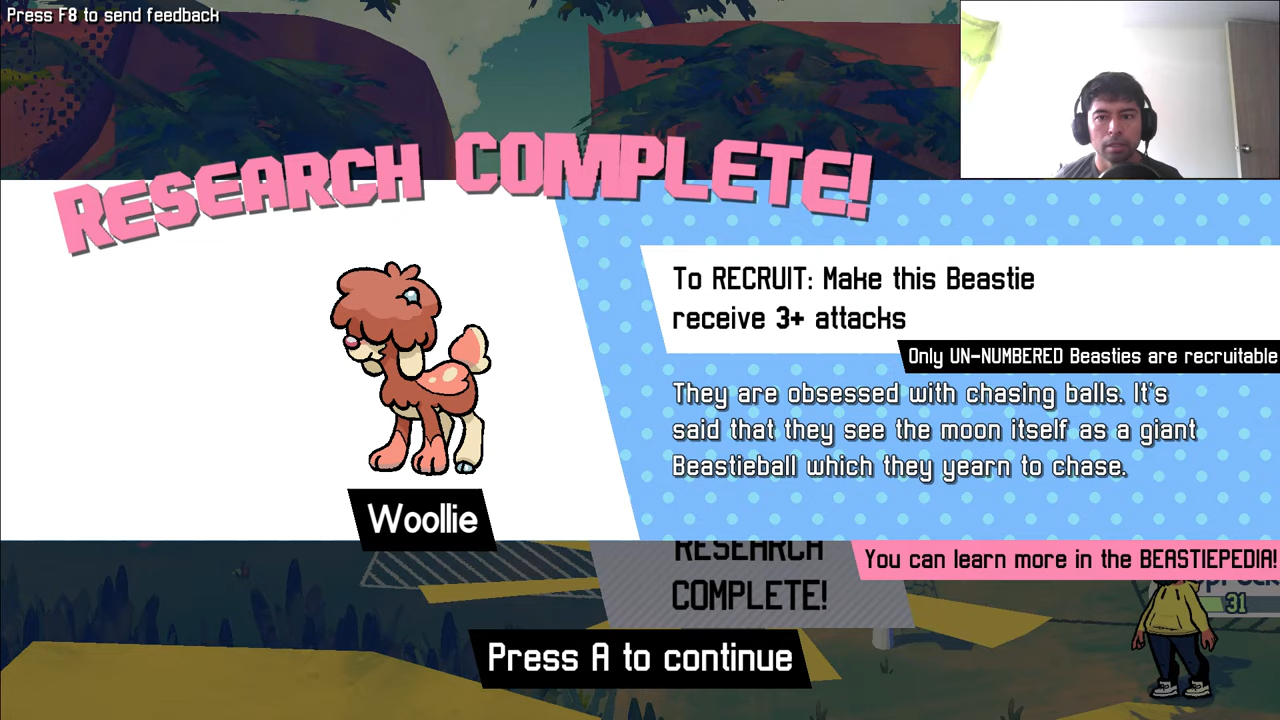 Press F8 to send feedback
RESEARCH COMPLETE!
To RECRUIT: Make this Beastie
receive 3+ attacks
Only UN-NUMBERED Beasties are recruitable
They are obsessed with chasing balls. It's
said that they see the moon itself as a giant
Beastieball which they yearn to chase.
Woollie
RESEARCH
COMPLETE!
You can learn more in the BEASTIEPEDIA!
31
Press A to continue